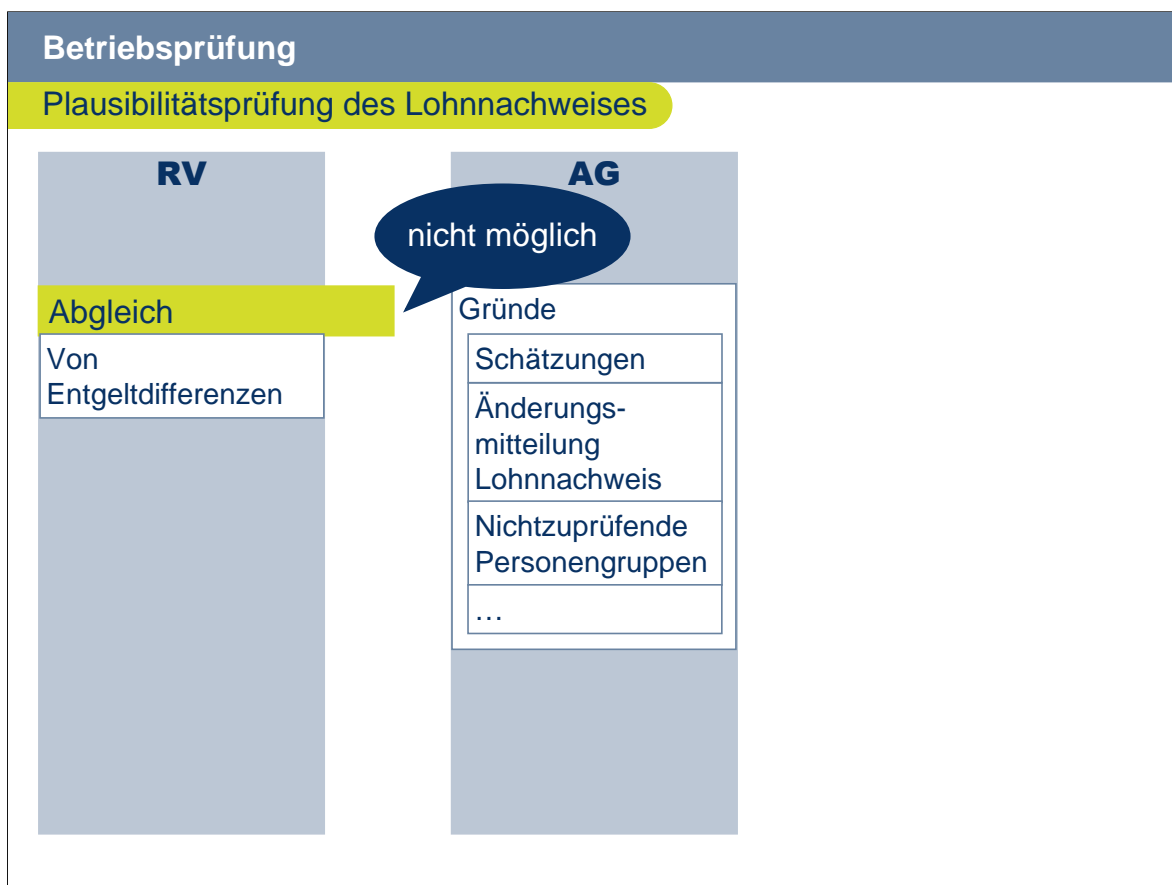 Betriebsprüfung
Plausibilitätsprüfung des Lohnnachweises
RV
Abgleich
Von
Entgeltdifferenzen
AG
nicht möglich
Gründe
Schätzungen
Änderungs-
mitteilung
Lohnnachweis
Nichtzuprüfende
Personengruppen
…